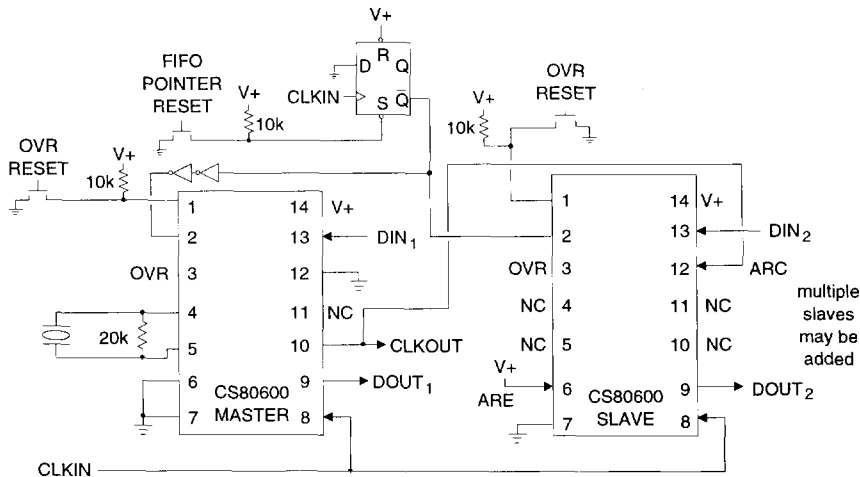 V+
FIFO
POINTER
RESET
V+
10k
D R Q
CLKIN
S Q̅
OVR
RESET
V+
10k
OVR
RESET
V+
10k
1 14 V+
2 13 DIN1
OVR 3 12
4 11 NC
20k
5 10 CLKOUT
6 9 DOUT1
CS80600
MASTER
7 8
1 14 V+
2 13 DIN2
OVR 3 12 ARC
NC 4 11 NC
NC 5 10 NC
V+
ARE
6 9 DOUT2
CS80600
SLAVE
7 8
multiple
slaves
may be
added
CLKIN